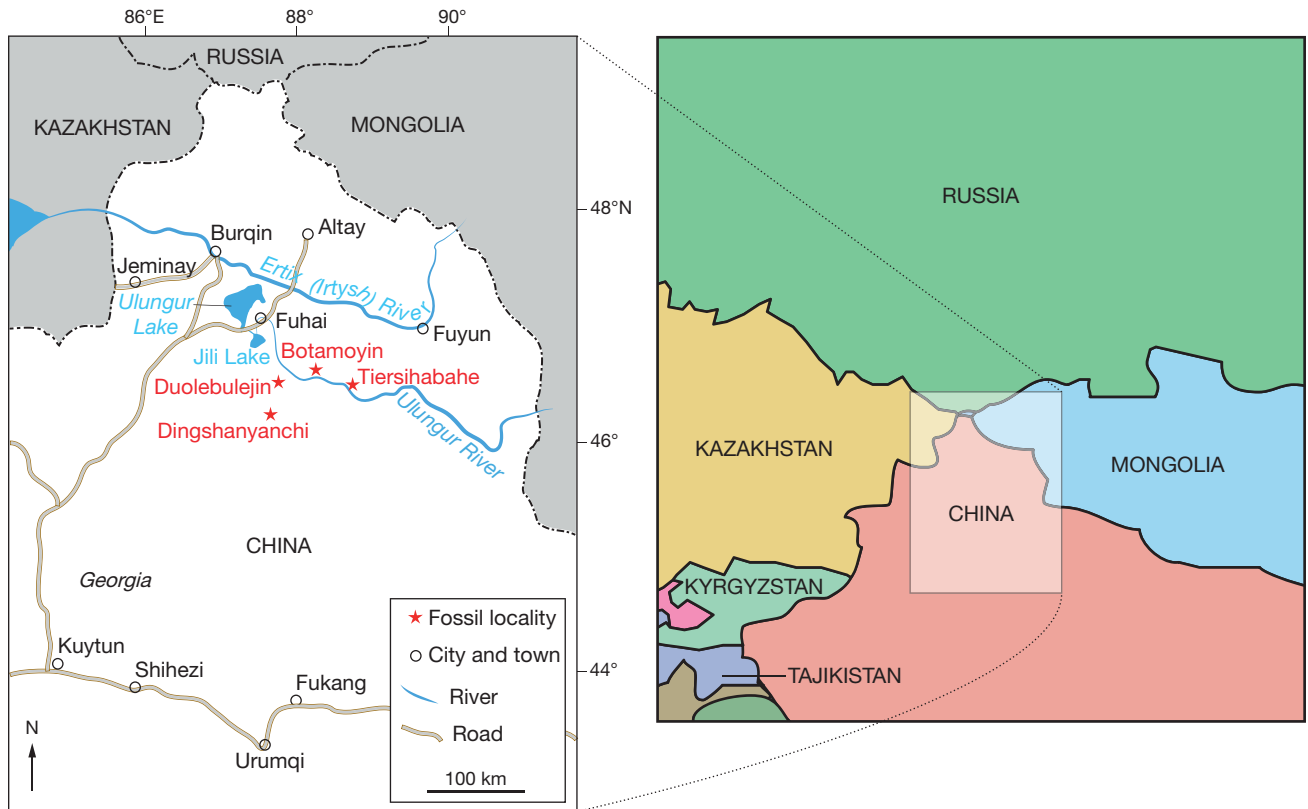 86°E
88°
90°
RUSSIA
KAZAKHSTAN
MONGOLIA
48°N
Burqin
Altay
Jeminay
Ertix (Irtysh) River
Ulungur
Lake
Fuhai
Fuyun
Jili Lake
Botamoyin
Duolebulejin
Tiersihabahe
Dingshanyanchi
Ulungur River
46°
CHINA
Georgia
Kuytun
Shihezi
Fukang
Urumqi
44°
N
Fossil locality
City and town
River
Road
100 km
RUSSIA
KAZAKHSTAN
MONGOLIA
CHINA
KYRGYZSTAN
TAJIKISTAN